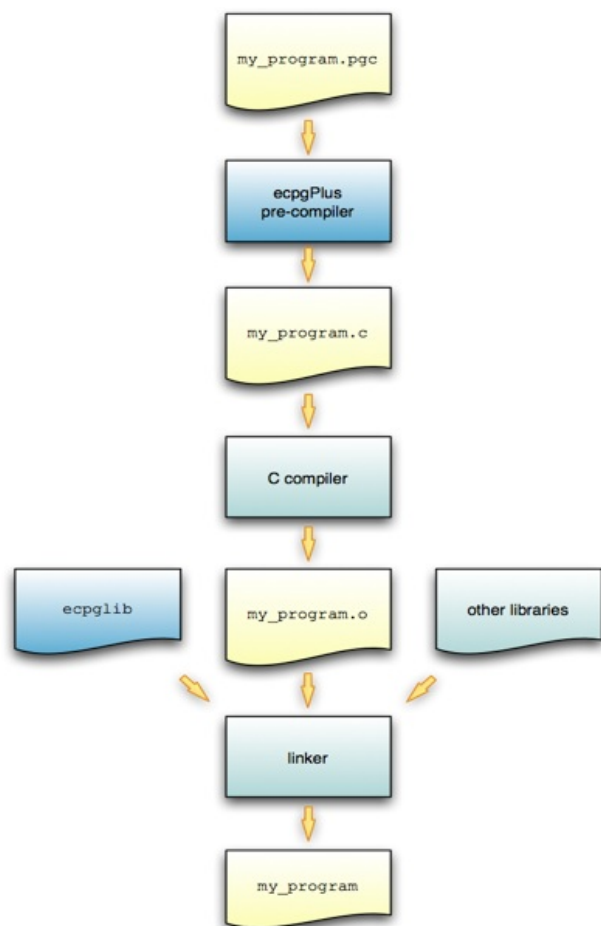 my_program.pgc
ecpgPlus
pre-compiler
my_program.c
C compiler
ecpglib
my_program.o
other libraries
linker
my_program